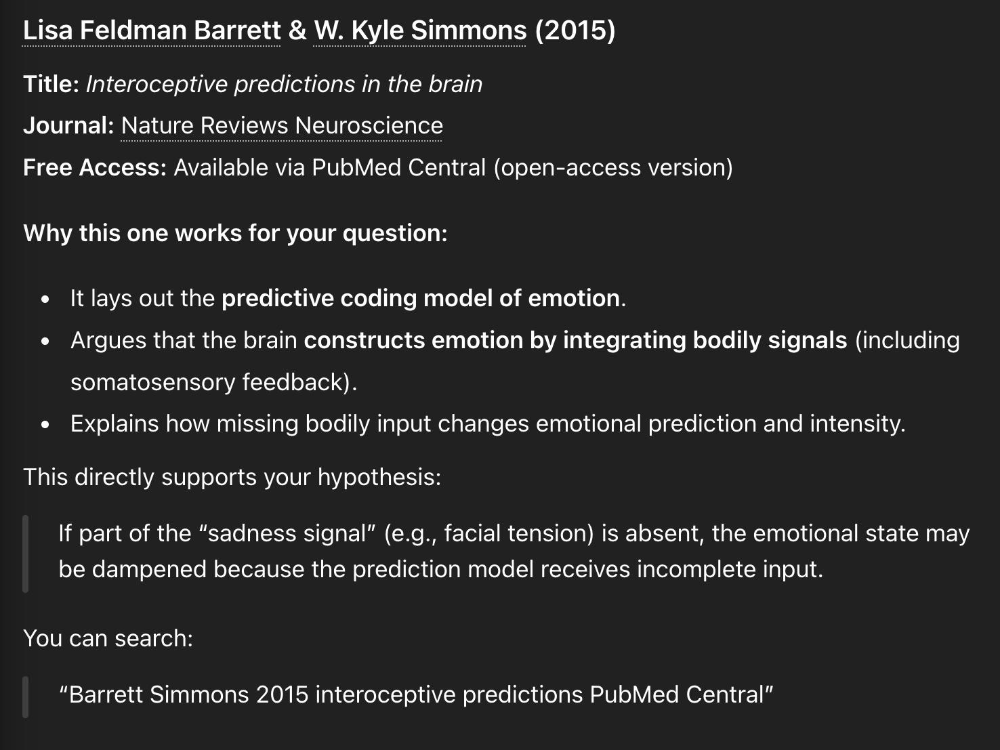 Lisa Feldman Barrett & W. Kyle Simmons (2015)
Title: Interoceptive predictions in the brain
Journal: Nature Reviews Neuroscience
Free Access: Available via PubMed Central (open-access version)
Why this one works for your question:
• It lays out the predictive coding model of emotion.
• Argues that the brain constructs emotion by integrating bodily signals (including
somatosensory feedback).
• Explains how missing bodily input changes emotional prediction and intensity.
This directly supports your hypothesis:
If part of the “sadness signal” (e.g., facial tension) is absent, the emotional state may
be dampened because the prediction model receives incomplete input.
You can search:
“Barrett Simmons 2015 interoceptive predictions PubMed Central”